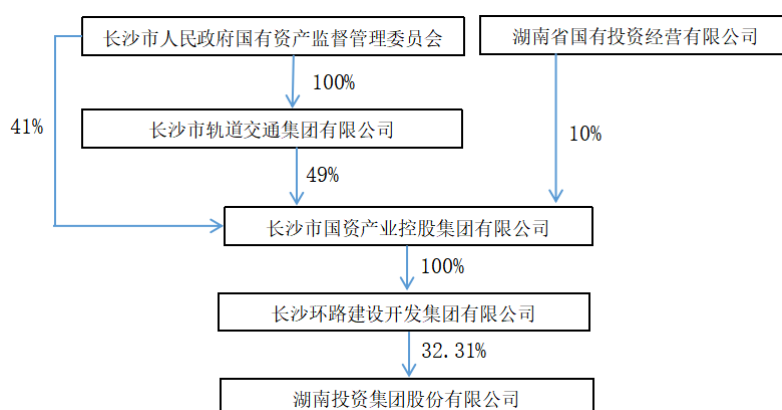 长沙市人民政府国有资产监督管理委员会
湖南省国有投资经营有限公司
100%
41%
长沙市轨道交通集团有限公司
10%
49%
长沙市国资产业控股集团有限公司
100%
长沙环路建设开发集团有限公司
32.31%
湖南投资集团股份有限公司